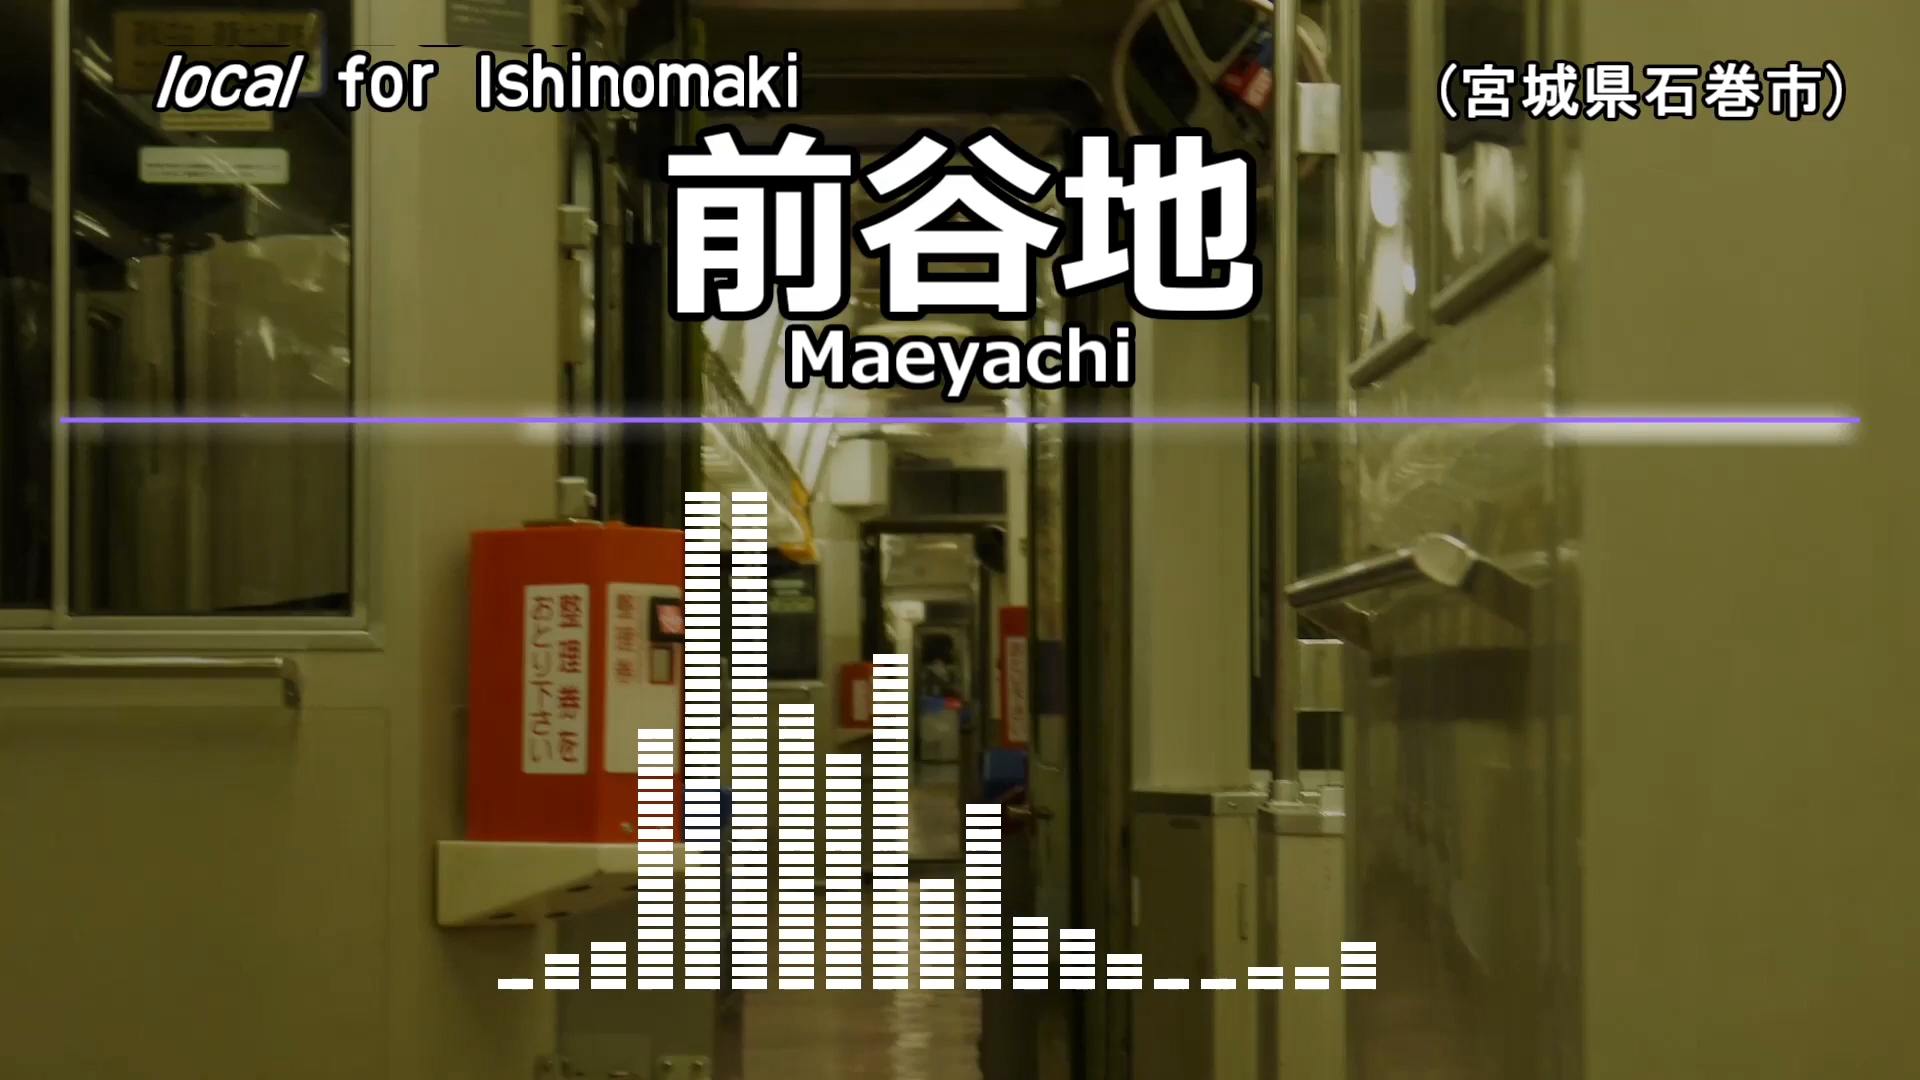 local for Ishinomaki
(宮城県石巻市)
前谷地
Maeyachi
整理券を
おとり下さい
整理券